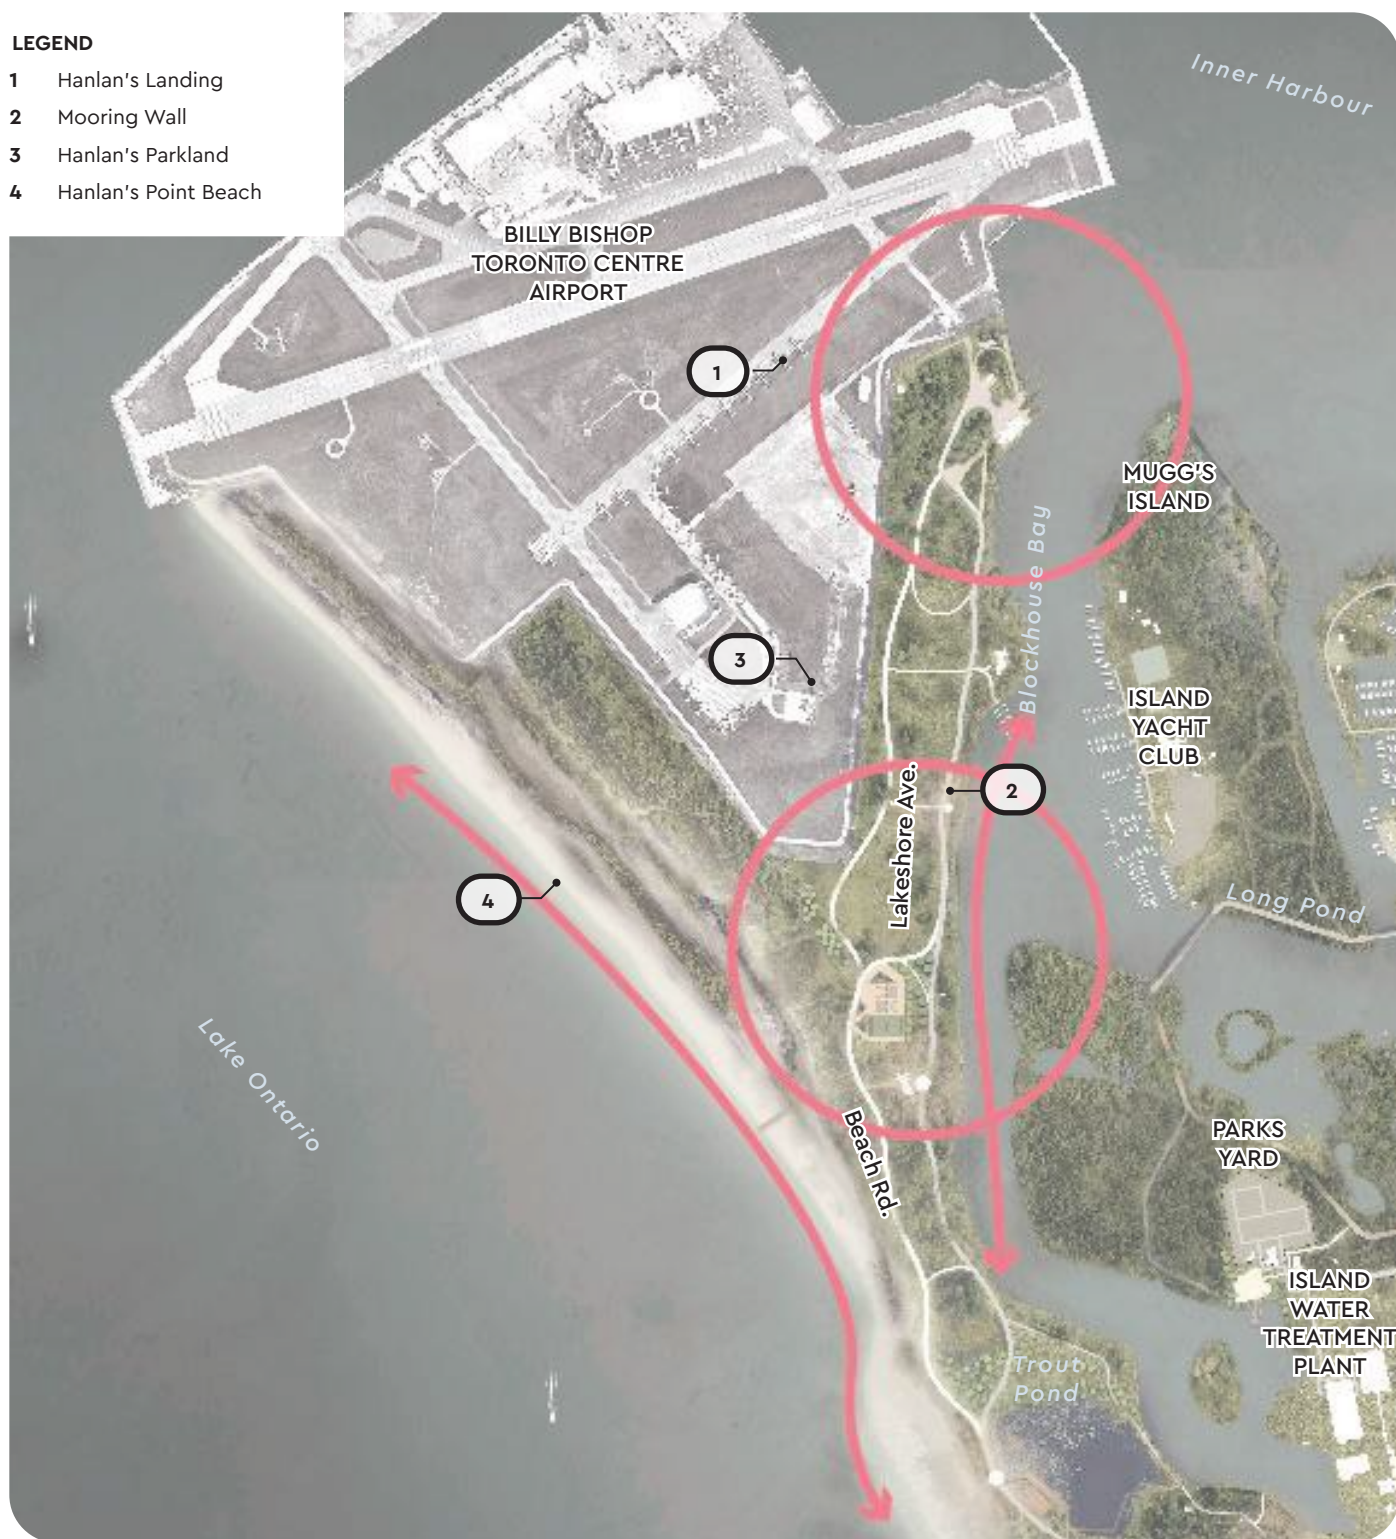 LEGEND
1 Hanlan's Landing
2 Mooring Wall
3 Hanlan's Parkland
4 Hanlan's Point Beach
Inner Harbour
BILLY BISHOP
TORONTO CENTRE
AIRPORT
1
MUGG'S
ISLAND
Blockhouse Bay
3
ISLAND
YACHT
CLUB
2
Lakeshore Ave.
4
Long Pond
Lake Ontario
Beach Rd.
PARKS
YARD
ISLAND
WATER
TREATMENT
PLANT
Trout
Pond